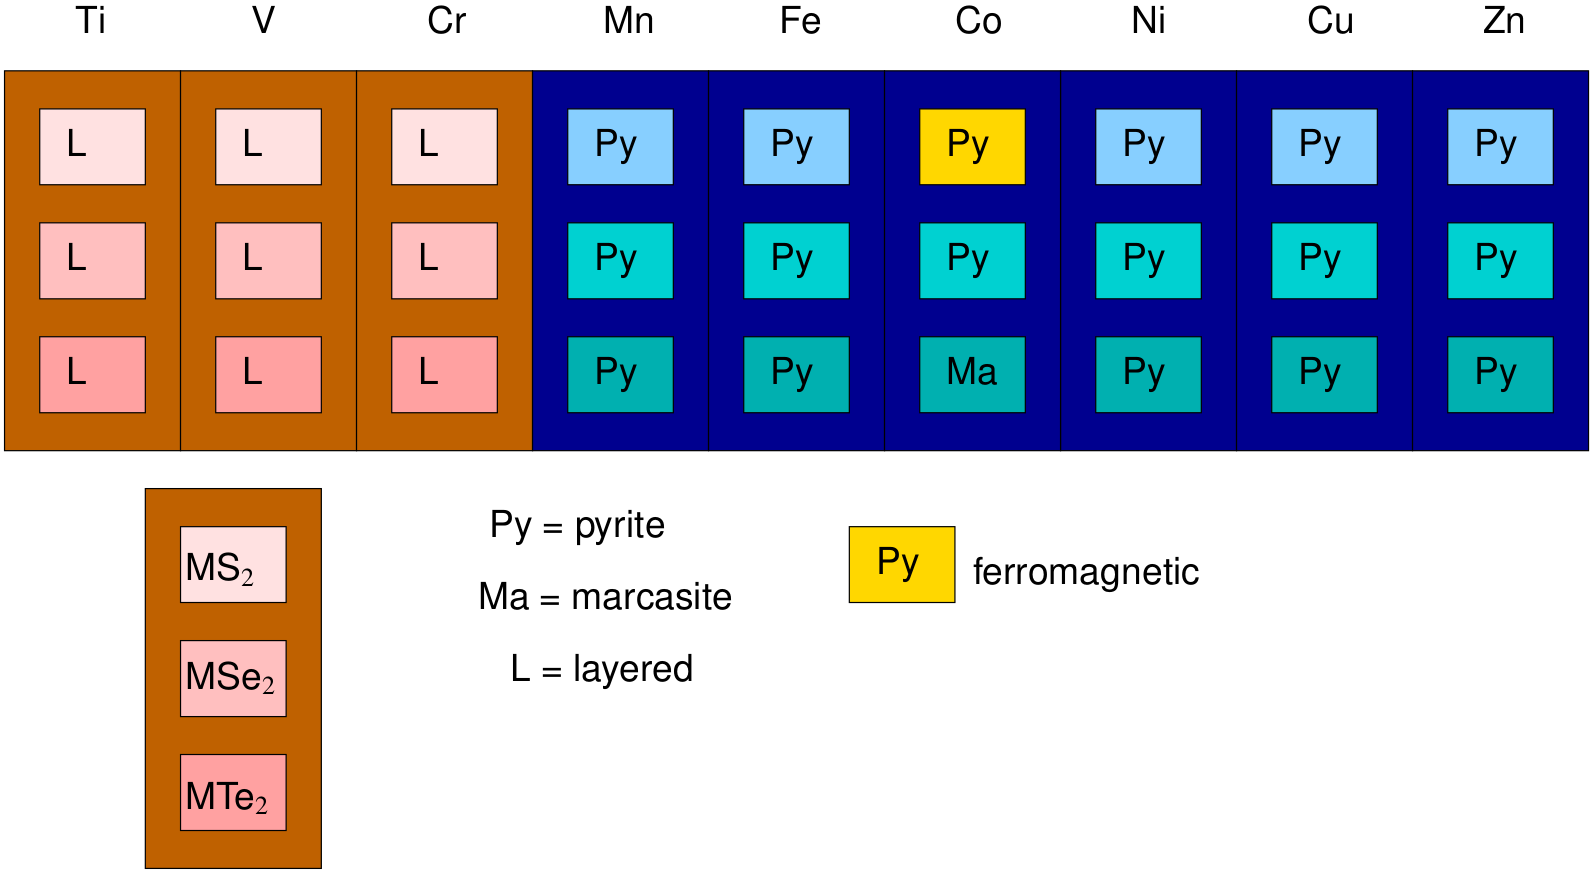 Ti V Cr Mn Fe Co Ni Cu Zn
L L L Py Py Py Py Py Py
L L L Py Py Py Py Py Py
L L L Py Py Ma Py Py Py
MS₂
MSe₂
MTe₂
Py = pyrite
Ma = marcasite
L = layered
Py ferromagnetic